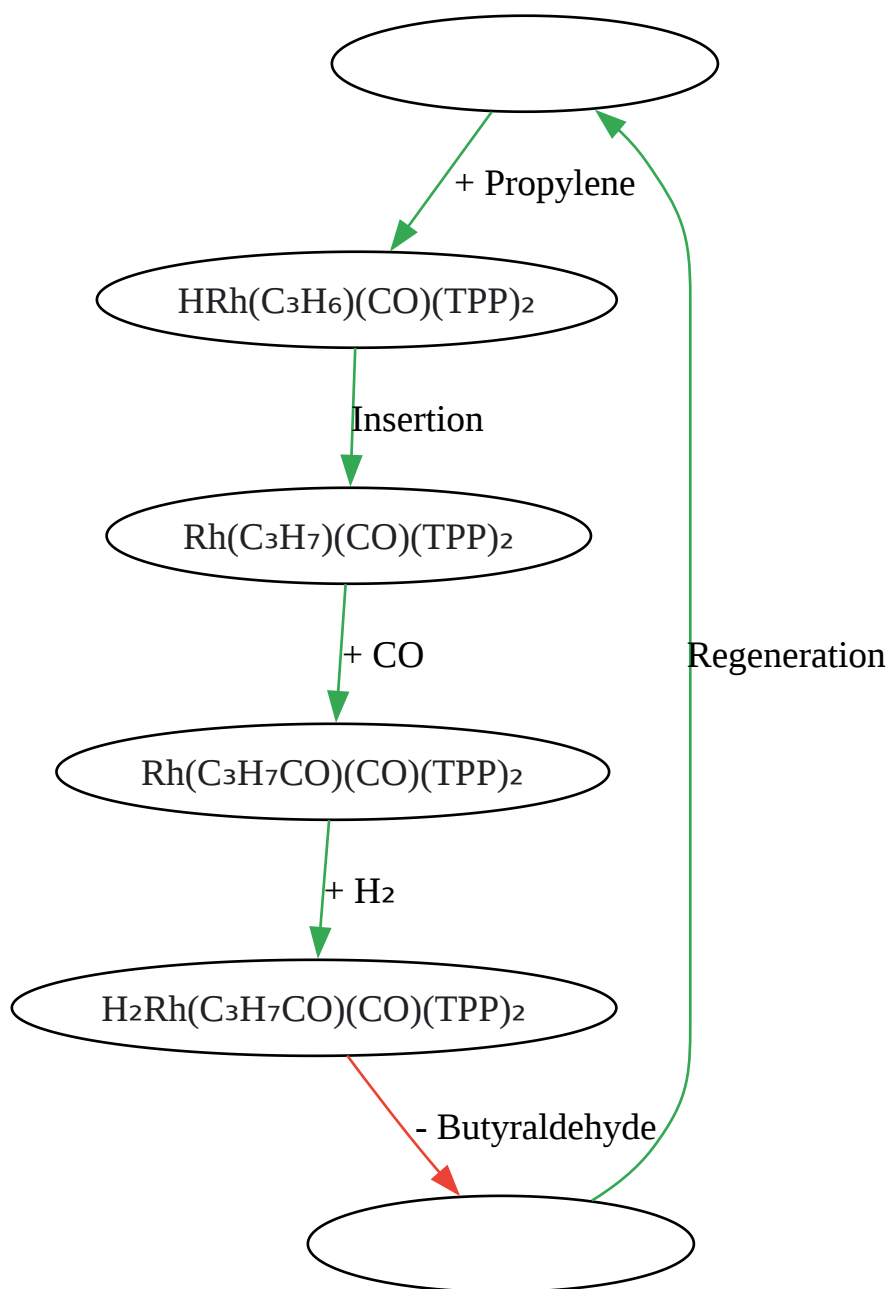 + Propylene
HRh(C₃H₆)(CO)(TPP)₂
Insertion
Rh(C₃H₇)(CO)(TPP)₂
+ CO
Regeneration
Rh(C₃H₇CO)(CO)(TPP)₂
+ H₂
H₂Rh(C₃H₇CO)(CO)(TPP)₂
- Butyraldehyde